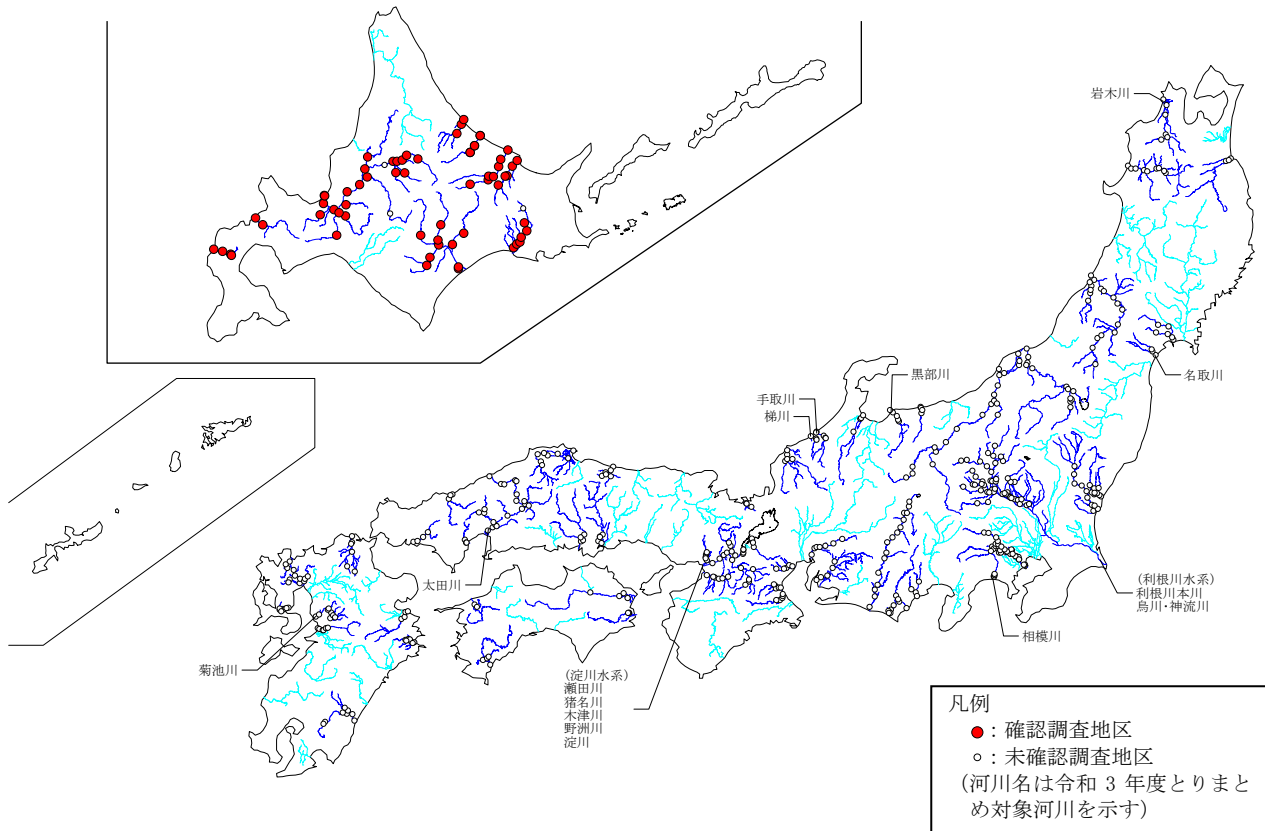 岩木川
名取川
黒部川
手取川
梯川
太田川
(利根川水系)
利根川本川
烏川・神流川
相模川
菊池川
(淀川水系)
瀬田川
猪名川
木津川
野洲川
淀川
凡例
●：確認調査地区
○：未確認調査地区
(河川名は令和 3 年度とりまと
め対象河川を示す)